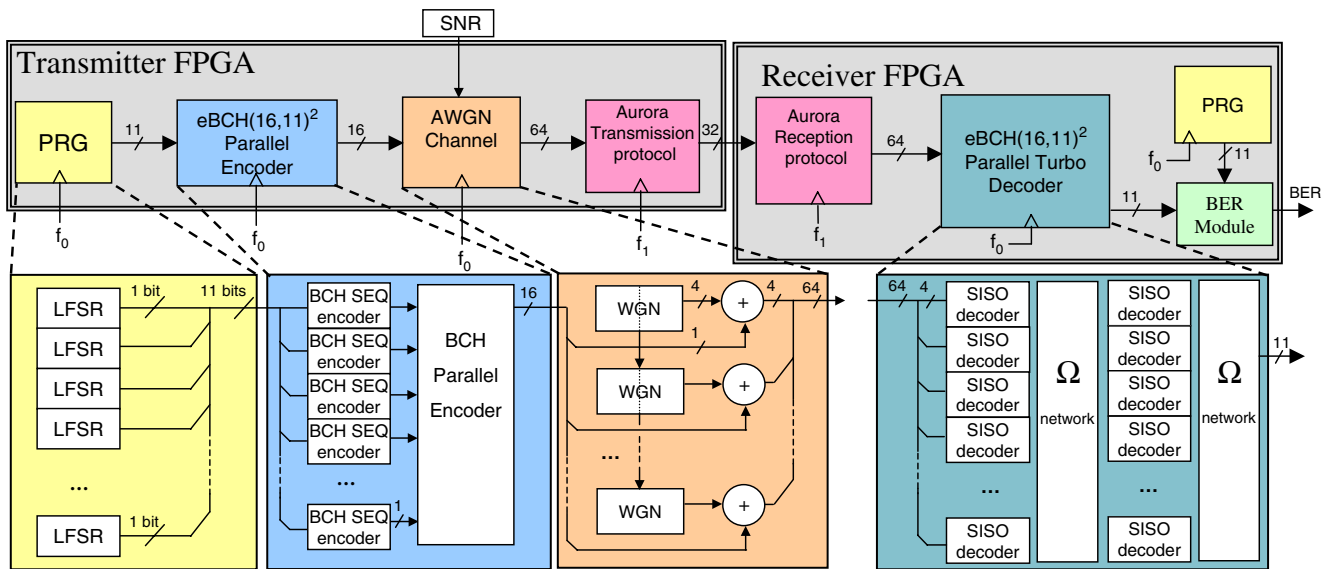 SNR
Transmitter FPGA
Receiver FPGA
PRG
11
eBCH(16,11)²
Parallel
Encoder
16
AWGN
Channel
64
Aurora
Transmission
protocol
32
Aurora
Reception
protocol
64
eBCH(16,11)²
Parallel Turbo
Decoder
11
PRG
f0
11
BER
Module
BER
f0
f0
f0
f1
f1
f0
LFSR
1 bit
11 bits
LFSR
LFSR
LFSR
...
LFSR
1 bit
BCH SEQ
encoder
BCH SEQ
encoder
BCH SEQ
encoder
BCH SEQ
encoder
...
BCH SEQ
encoder
1
BCH
Parallel
Encoder
16
WGN
4
+
4
64
1
WGN
+
...
WGN
+
64
4
SISO
decoder
SISO
decoder
SISO
decoder
SISO
decoder
...
SISO
decoder
Ω
network
SISO
decoder
SISO
decoder
SISO
decoder
SISO
decoder
...
SISO
decoder
Ω
network
11